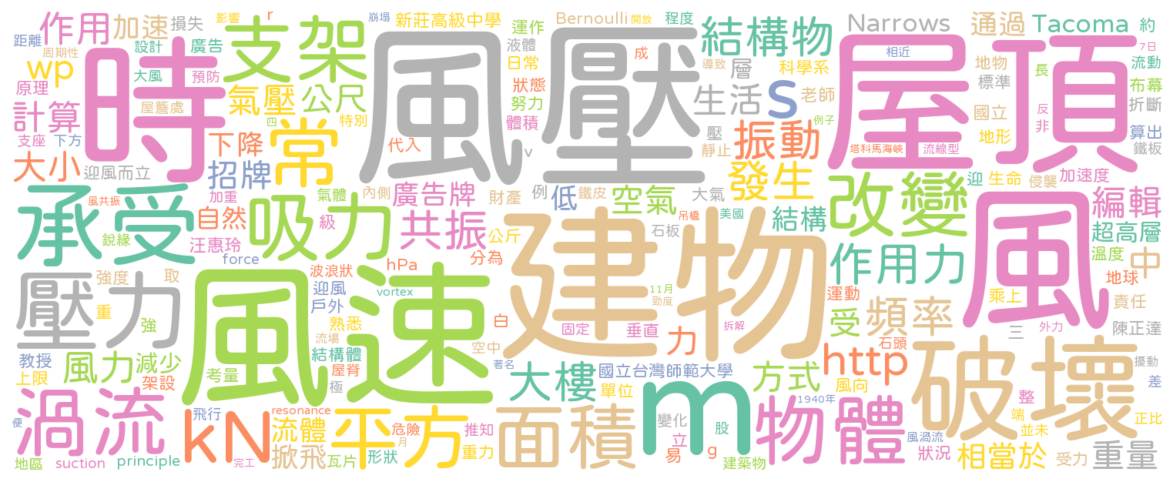 作用 加速 損失 影響 r 新莊高級中學 運作 Bernoulli 開放 程度 結構物 Narrows 通過 Tacoma 約
距離 周期性 設計 廣告 崩塌 液體 日常 成 導致 層 科學系 相近 地物 標準 長 7日 流動
wp 大風 預防 時 支架 風壓 狀態 努力 生活 s 老師 屋頂 國立 反 布幕
原理 屋簷處 氣壓 公尺 四 特別 體積 壓 例子 地形 非 折斷
計算 支座 下方 下降 常 代入 v 靜止 振動 塔科馬海峽 流線型 算出 鐵板
大小 迎風而立 招牌 加重 氣體 內側 廣告牌 財產 例 鐵皮 低 空氣 大氣 發生 改變 迎 生命 侵襲 加速度
承受 風共振 銳緣 自然 吸力 級 共振 公斤 吊橋 美國 石板 結構 風 編輯 超高層
汪惠玲 force 分為 建物 作用力 溫度 中
壓力 強度 取 風速 波浪狀 hPa vortex 11月 勁度 運動 乘上 地球
重 強 迎風 戶外 白 固定 垂直 力 拆解 受 頻率 石頭 三 外力 責任 陳正達
教授 風力 減少 熟悉 流場 空中 著名 http 破壞 擾動
上限 架設 考量 結構體 屋脊 極 大樓 國立台灣師範大學 方式 風向 差
渦流 飛行 resonance 平方 危險 推知 面積 單位 1940年 m 物體 整 端 並未 正比
便 kN 流體 月 重力 變化 股 立 風渦流
地區 suction principle 完工 掀飛 瓦片 形狀 易 g 建築物 狀況 相當於 受力 重量